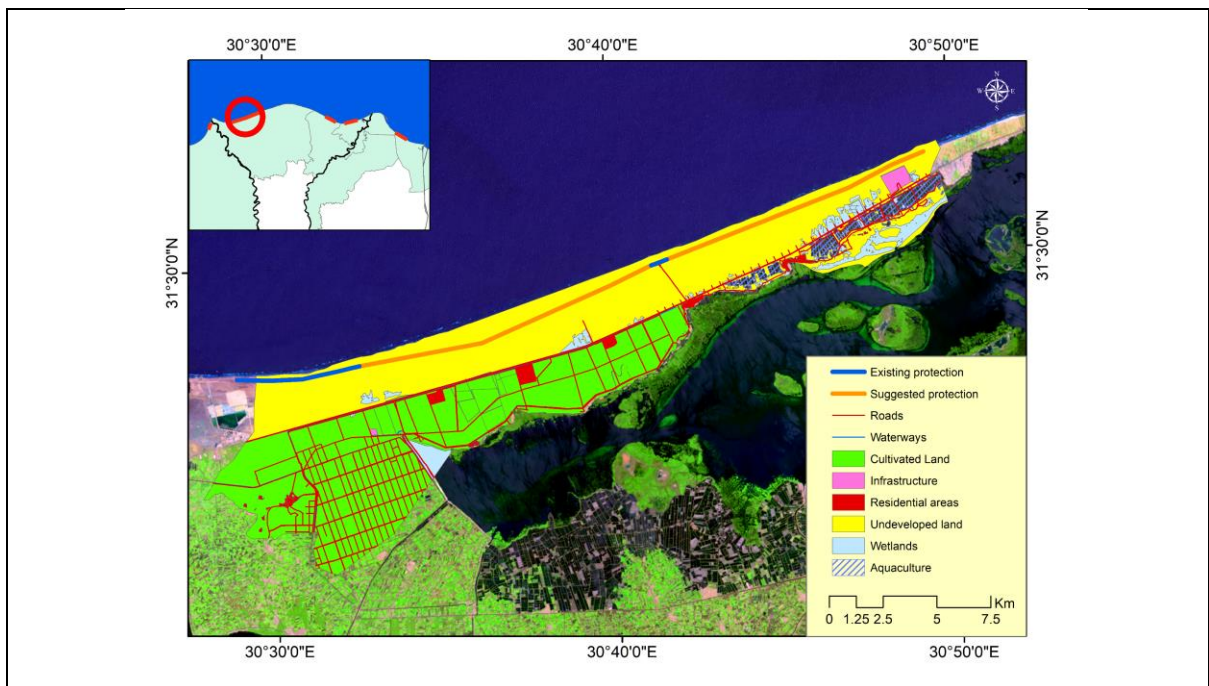 30°30'0"E 30°40'0"E 30°50'0"E
N
W E
S
31°30'0"N
31°30'0"N
Existing protection
Suggested protection
Roads
Waterways
Cultivated Land
Infrastructure
Residential areas
Undeveloped land
Wetlands
Aquaculture
Km
0 1.25 2.5 5 7.5
30°30'0"E 30°40'0"E 30°50'0"E